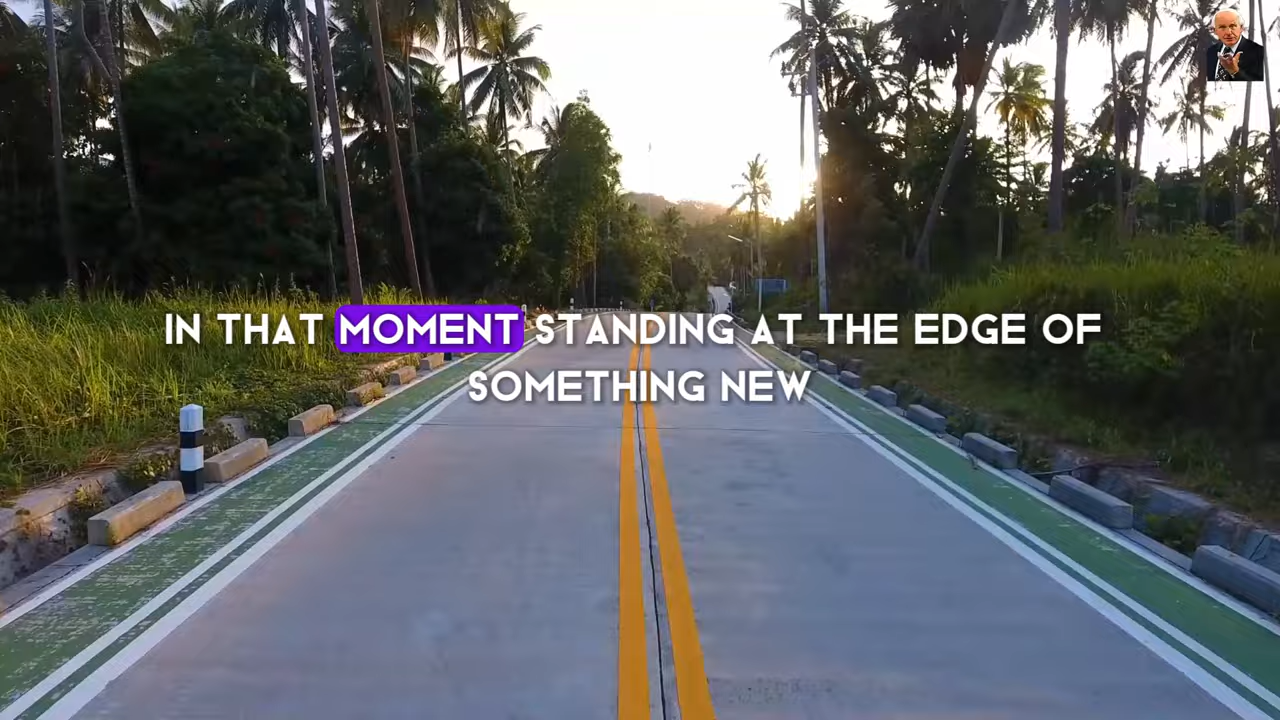 IN THAT MOMENT STANDING AT THE EDGE OF
SOMETHING NEW